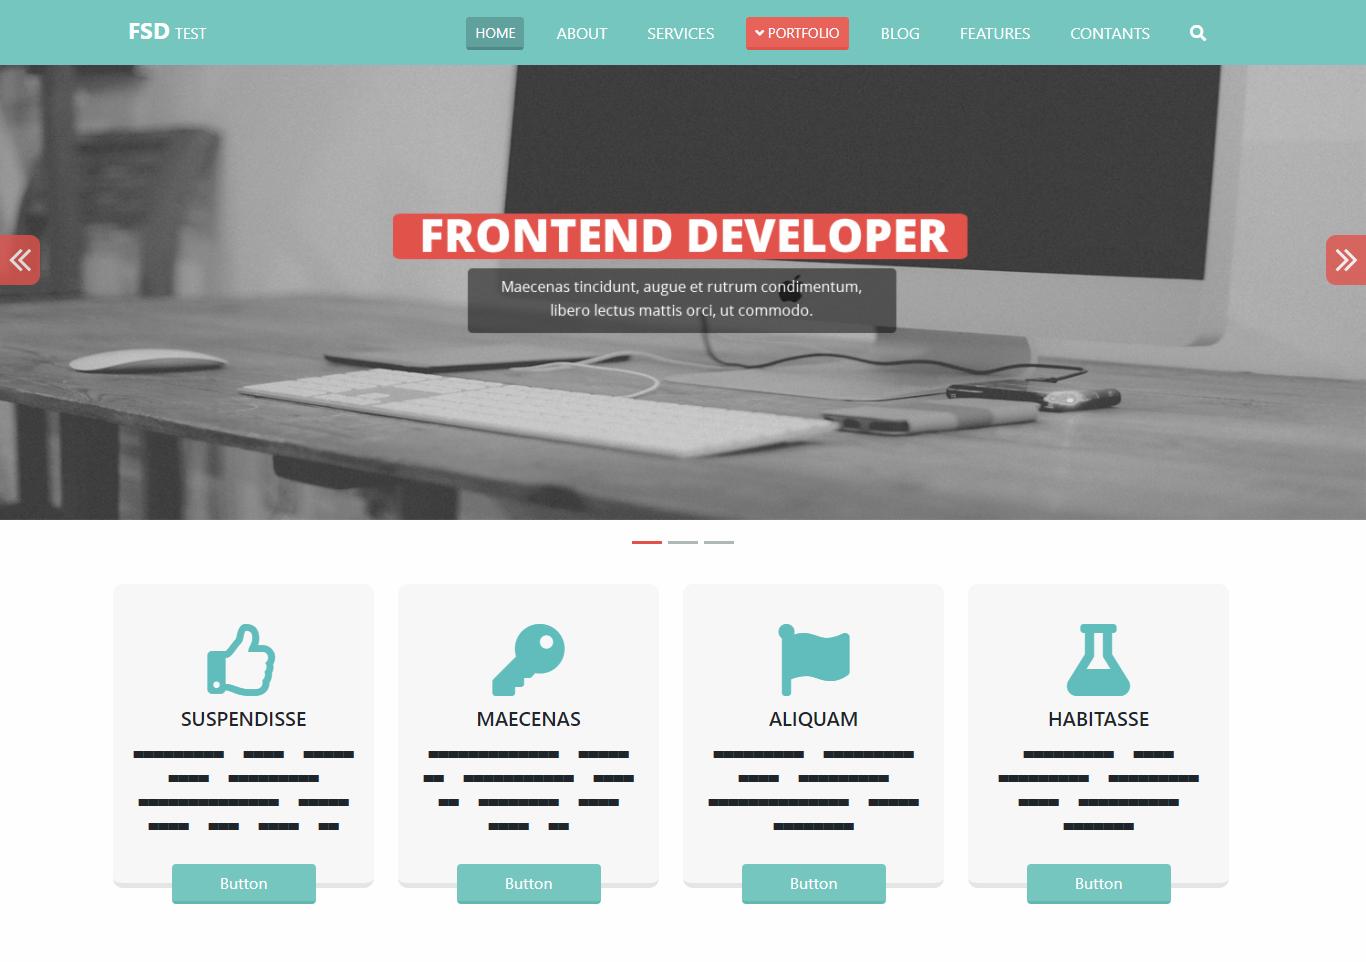 FSD TEST HOME ABOUT SERVICES PORTFOLIO BLOG FEATURES CONTANTS
FRONTEND DEVELOPER
Maecenas tincidunt, augue et rutrum condimentum,
libero lectus mattis orci, ut commodo.
SUSPENDISSE MAECENAS ALIQUAM HABITASSE
Button Button Button Button